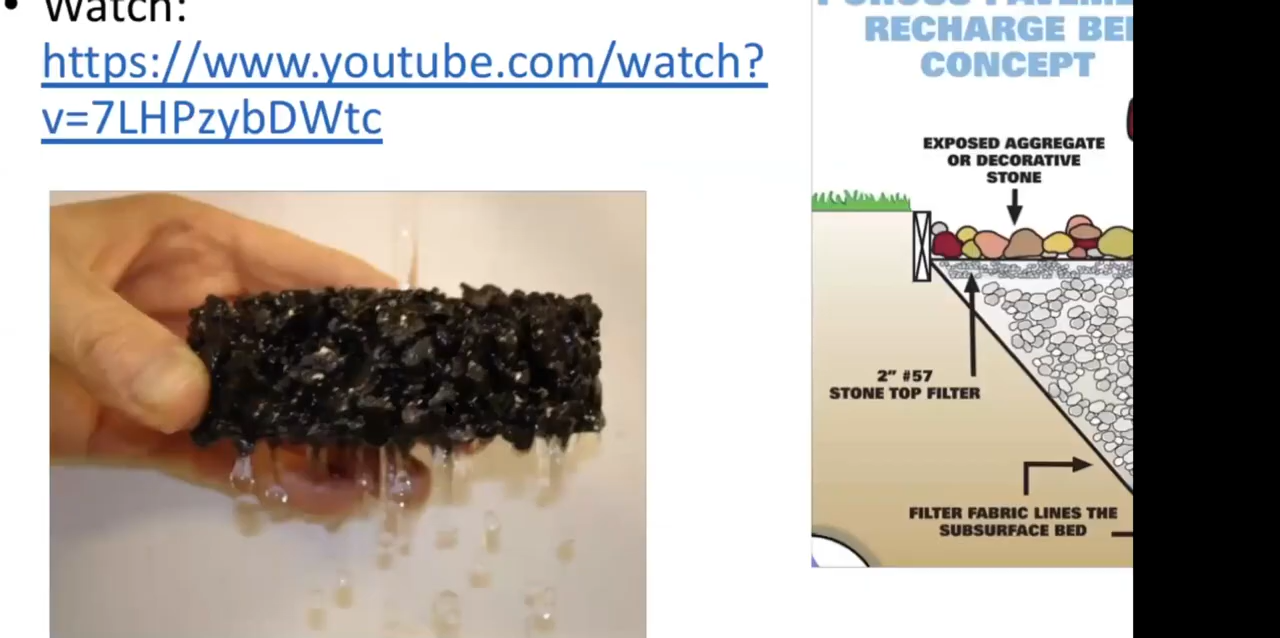 • Watch:
https://www.youtube.com/watch?
v=7LHPzybDWtc
RECHARGE BE
CONCEPT
EXPOSED AGGREGATE
OR DECORATIVE
STONE
2” #57
STONE TOP FILTER
FILTER FABRIC LINES THE
SUBSURFACE BED